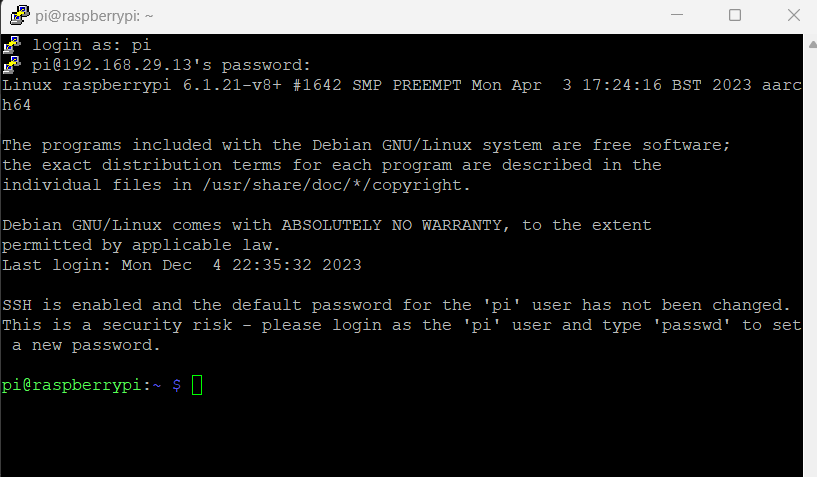 pi@raspberrypi: ~
login as: pi
pi@192.168.29.13's password:
Linux raspberrypi 6.1.21-v8+ #1642 SMP PREEMPT Mon Apr  3 17:24:16 BST 2023 aarc
h64
The programs included with the Debian GNU/Linux system are free software;
the exact distribution terms for each program are described in the
individual files in /usr/share/doc/*/copyright.
Debian GNU/Linux comes with ABSOLUTELY NO WARRANTY, to the extent
permitted by applicable law.
Last login: Mon Dec  4 22:35:32 2023
SSH is enabled and the default password for the 'pi' user has not been changed.
This is a security risk - please login as the 'pi' user and type 'passwd' to set
 a new password.
pi@raspberrypi:~ $